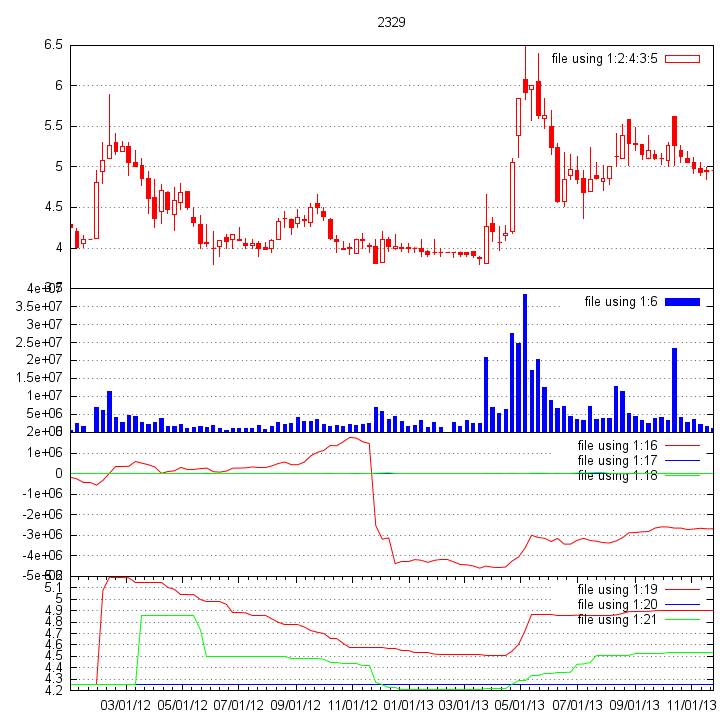 2329
6.5
file using 1:2:4:3:5
6
5.5
5
4.5
4
4e+07
file using 1:6
3.5e+07
3e+07
2.5e+07
2e+07
1.5e+07
1e+07
5e+06
file using 1:16
1e+06
file using 1:17
0
file using 1:18
-1e+06
-2e+06
-3e+06
-4e+06
5.1
file using 1:19
5
file using 1:20
4.9
file using 1:21
4.8
4.7
4.6
4.5
4.4
4.3
4.2
03/01/12 05/01/12 07/01/12 09/01/12 11/01/12 01/01/13 03/01/13 05/01/13 07/01/13 09/01/13 11/01/13